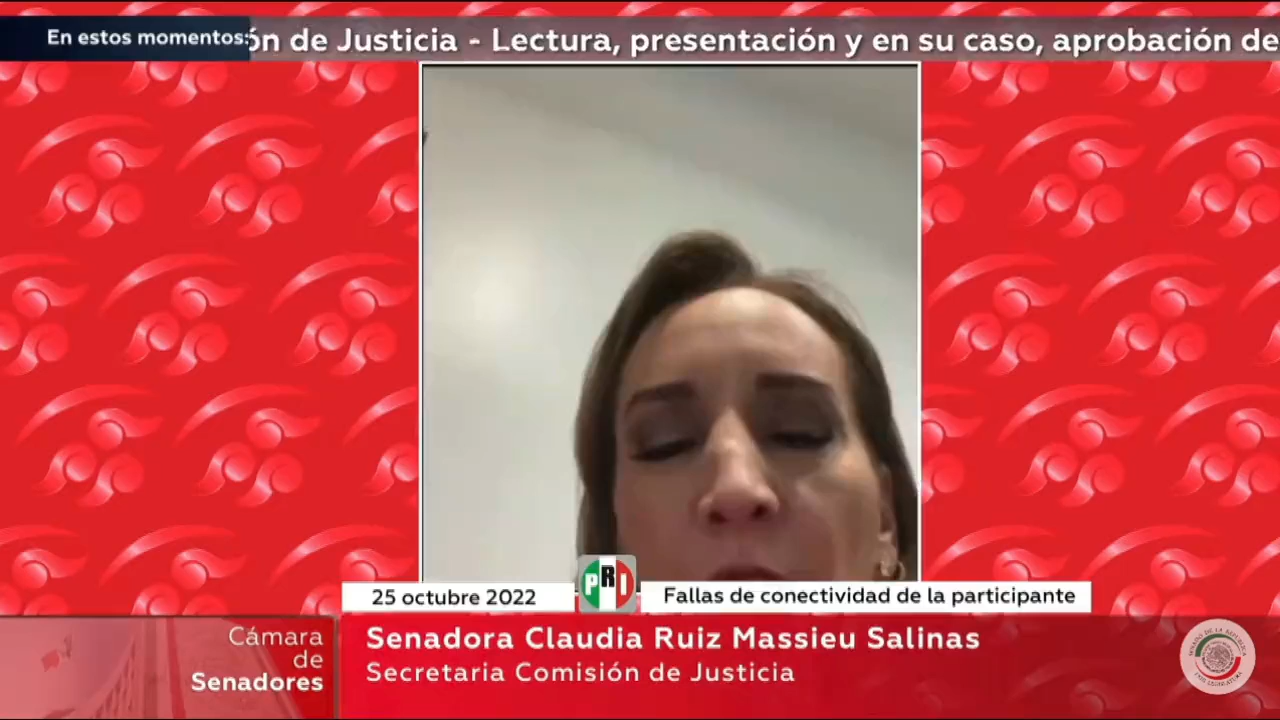 En estos momentos:
ón de Justicia - Lectura, presentación y en su caso, aprobación de
25 octubre 2022
PRI
Fallas de conectividad de la participante
Cámara
de
Senadores
Senadora Claudia Ruiz Massieu Salinas
Secretaria Comisión de Justicia